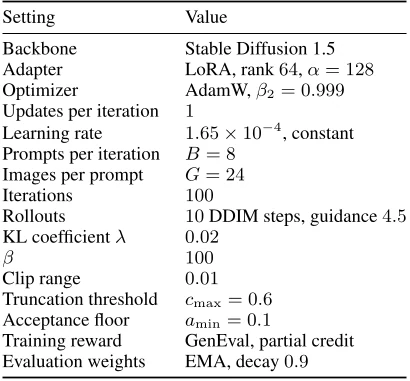 Setting Value
Backbone Stable Diffusion 1.5
Adapter LoRA, rank 64, α = 128
Optimizer AdamW, β₂ = 0.999
Updates per iteration 1
Learning rate 1.65 × 10⁻⁴, constant
Prompts per iteration B = 8
Images per prompt G = 24
Iterations 100
Rollouts 10 DDIM steps, guidance 4.5
KL coefficient λ 0.02
β 100
Clip range 0.01
Truncation threshold c_max = 0.6
Acceptance floor a_min = 0.1
Training reward GenEval, partial credit
Evaluation weights EMA, decay 0.9